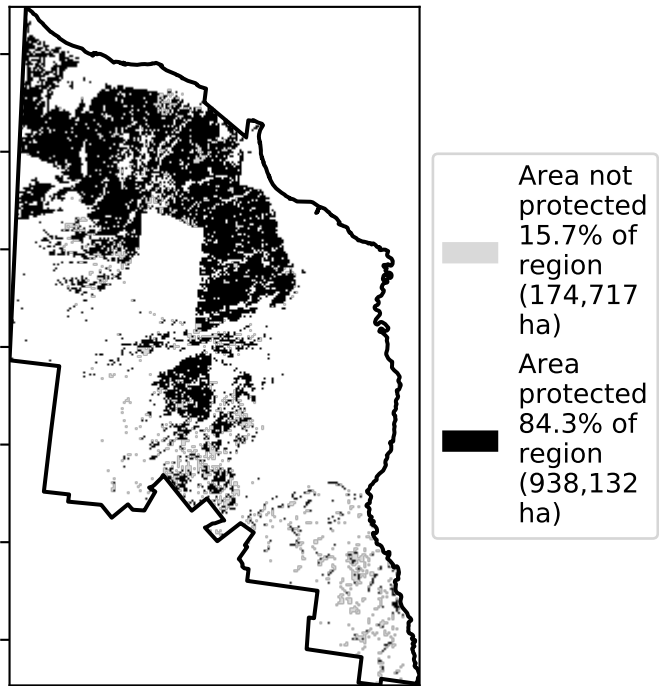 Area not
protected
15.7% of
region
(174,717
ha)
Area
protected
84.3% of
region
(938,132
ha)